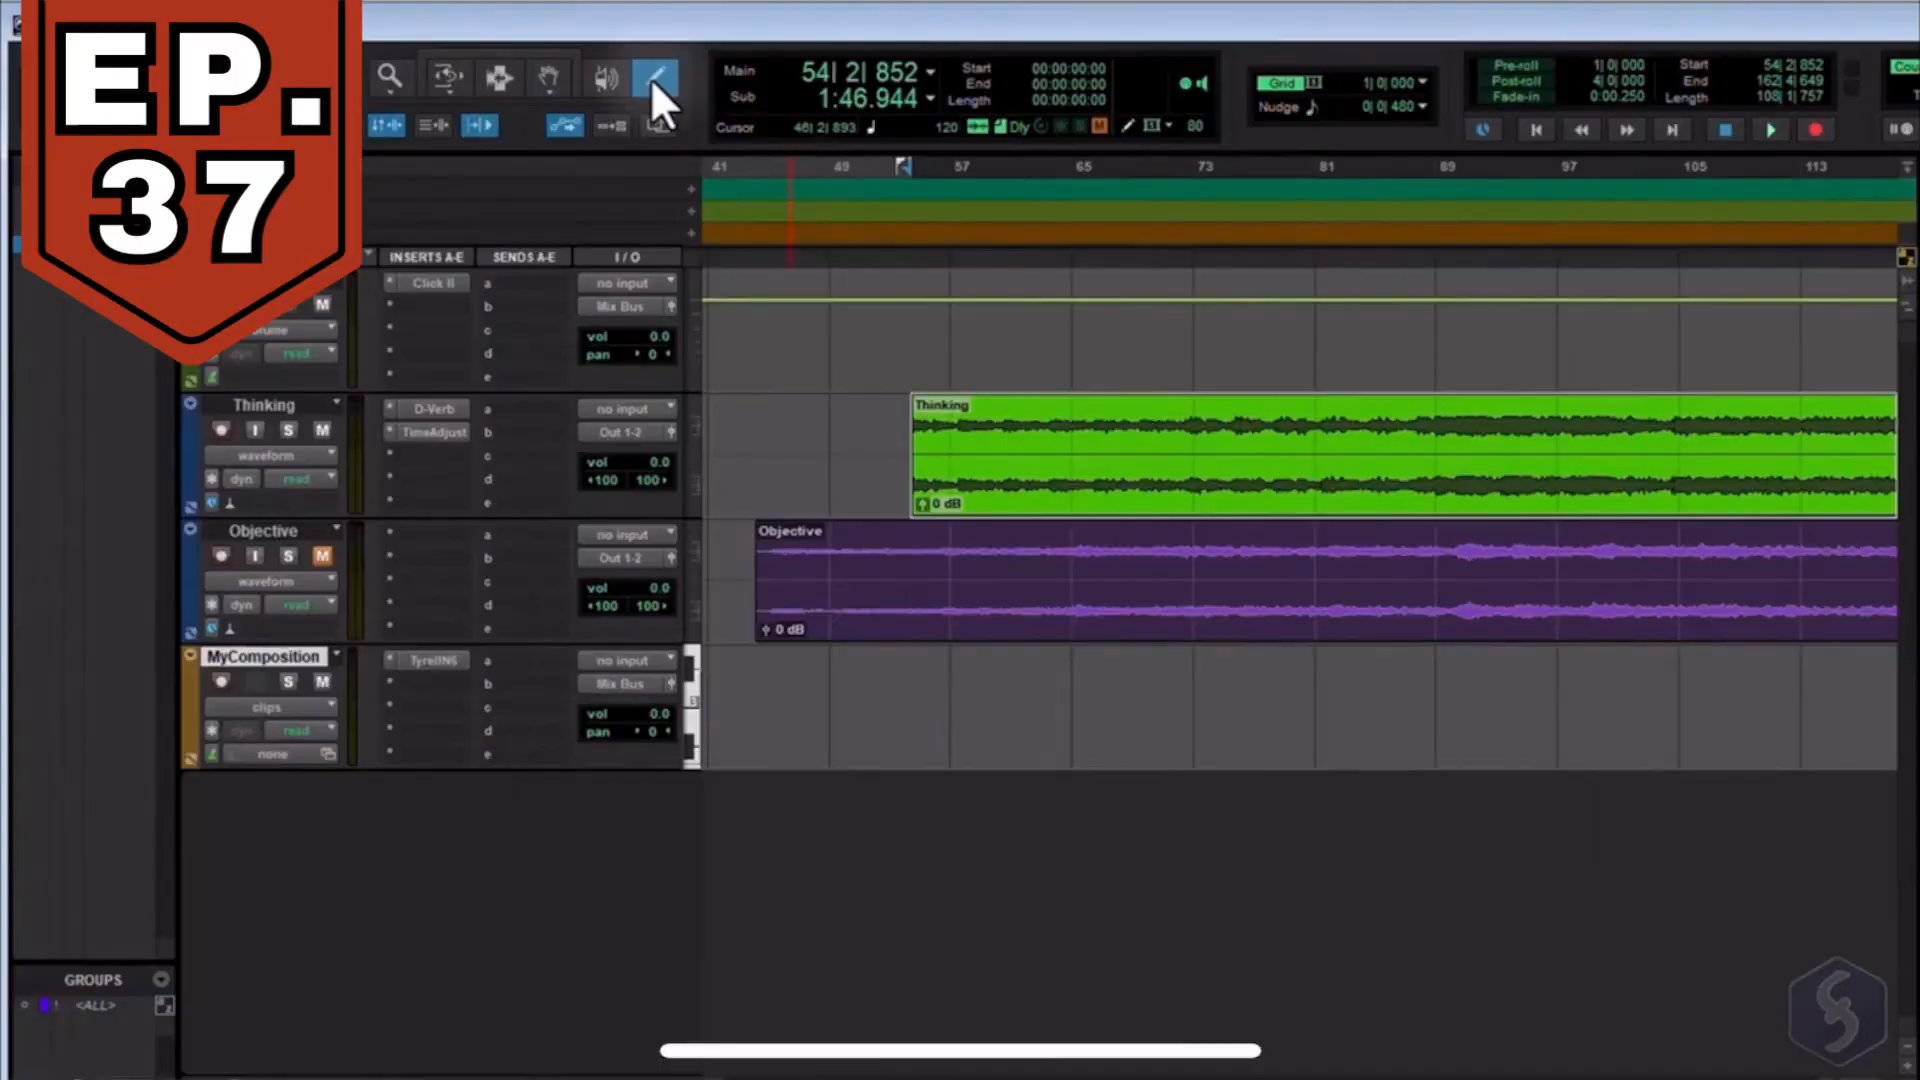 EP.
37
Main 54| 2| 852
Sub 1:46.944
Start 00:00:00:00
End 00:00:00:00
Length 00:00:00:00
Cursor 46| 2| 893
120
Dly
M
80
Grid 1| 0| 000
Nudge 0| 0| 480
Pre-roll 1| 0| 000
Post-roll 4| 0| 000
Fade-in 0:00.250
Start 54| 2| 852
End 162| 4| 649
Length 108| 1| 757
Cou
41 49 57 65 73 81 89 97 105 113
INSERTS A-E SENDS A-E I / O
Click II a no input
M b Mix Bus
c vol 0.0
dyn read d pan 0
e
Thinking D-Verb a no input
I S M TimeAdjust b Out 1-2
waveform c vol 0.0
dyn read d 100 100
e
Thinking
0 dB
Objective a no input
I S M b Out 1-2
waveform c vol 0.0
dyn read d 100 100
e
Objective
0 dB
MyComposition TyrellN6 a no input
S M b Mix Bus
clips c vol 0.0
dyn read d pan 0
none e
GROUPS
! <ALL>